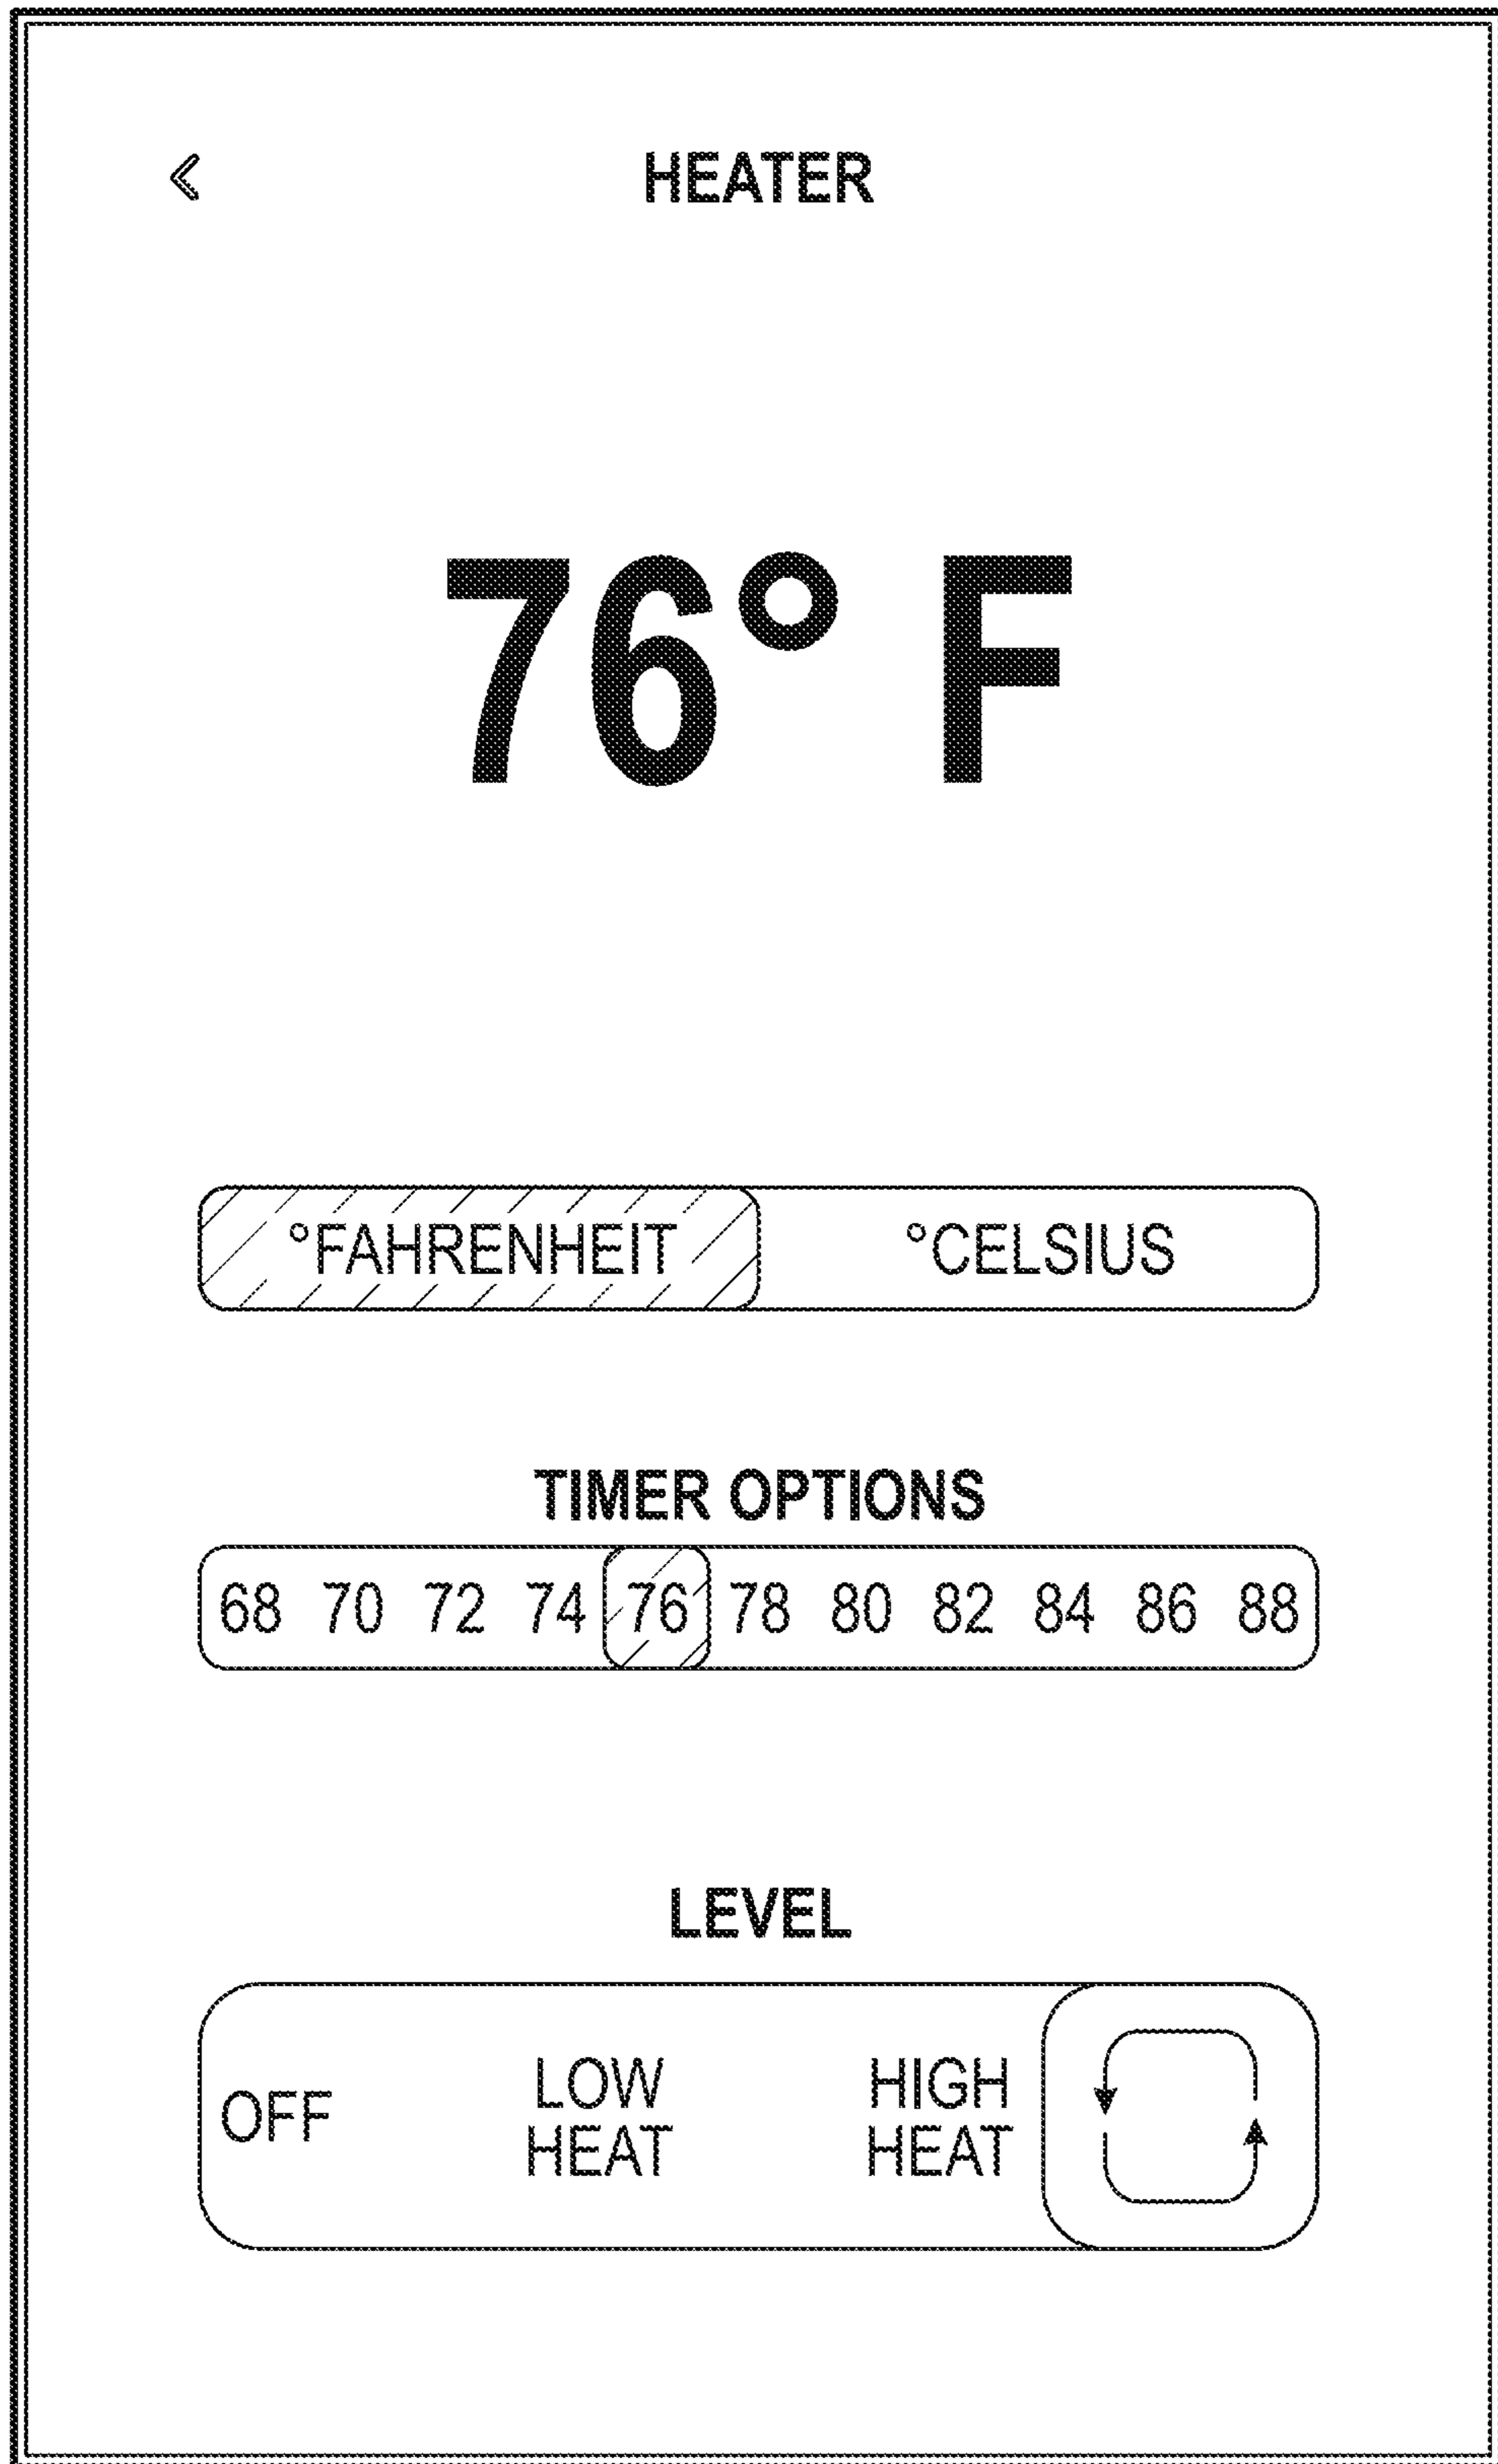 HEATER
76° F
°FAHRENHEIT °CELSIUS
TIMER OPTIONS
68 70 72 74 76 78 80 82 84 86 88
LEVEL
OFF
LOW
HEAT
HIGH
HEAT